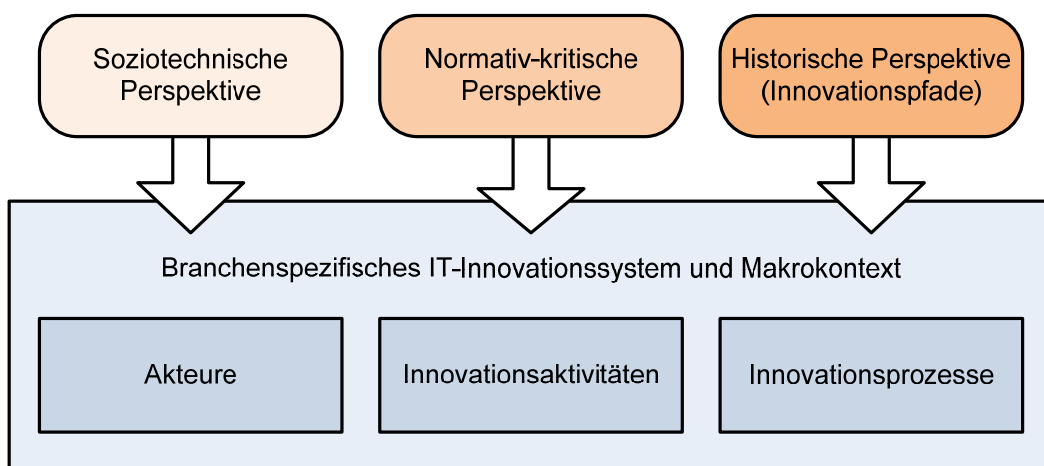 Soziotechnische
Perspektive
Normativ-kritische
Perspektive
Historische Perspektive
(Innovationspfade)
Branchenspezifisches IT-Innovationssystem und Makrokontext
Akteure
Innovationsaktivitäten
Innovationsprozesse